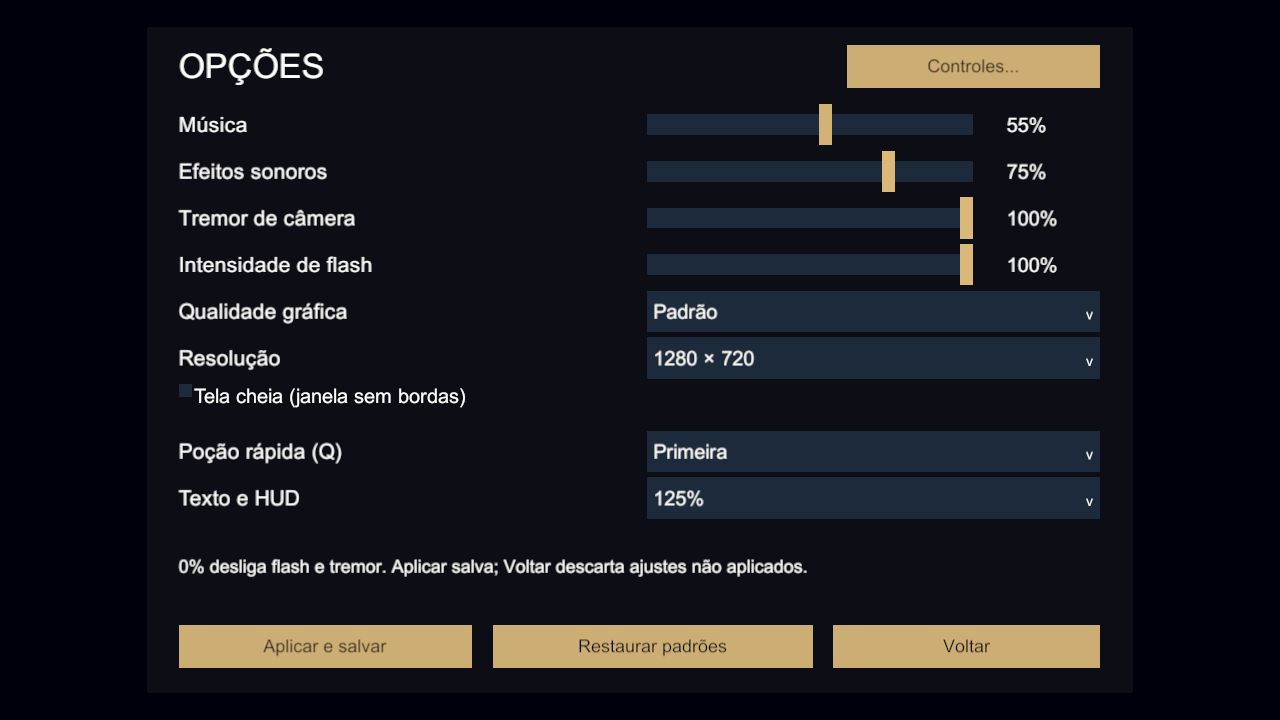 OPÇÕES
Controles...
Música 55%
Efeitos sonoros 75%
Tremor de câmera 100%
Intensidade de flash 100%
Qualidade gráfica Padrão v
Resolução 1280 × 720 v
Tela cheia (janela sem bordas)
Poção rápida (Q) Primeira v
Texto e HUD 125% v
0% desliga flash e tremor. Aplicar salva; Voltar descarta ajustes não aplicados.
Aplicar e salvar Restaurar padrões Voltar